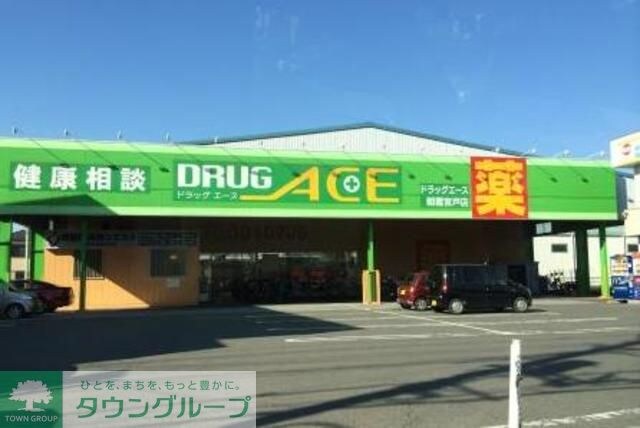 健康相談
DRUG ACE
ドラッグ エース
ドラッグエース
御薗宮戸店
薬
TOWN GROUP
ひとを、まちを、もっと豊かに。
タウングループ